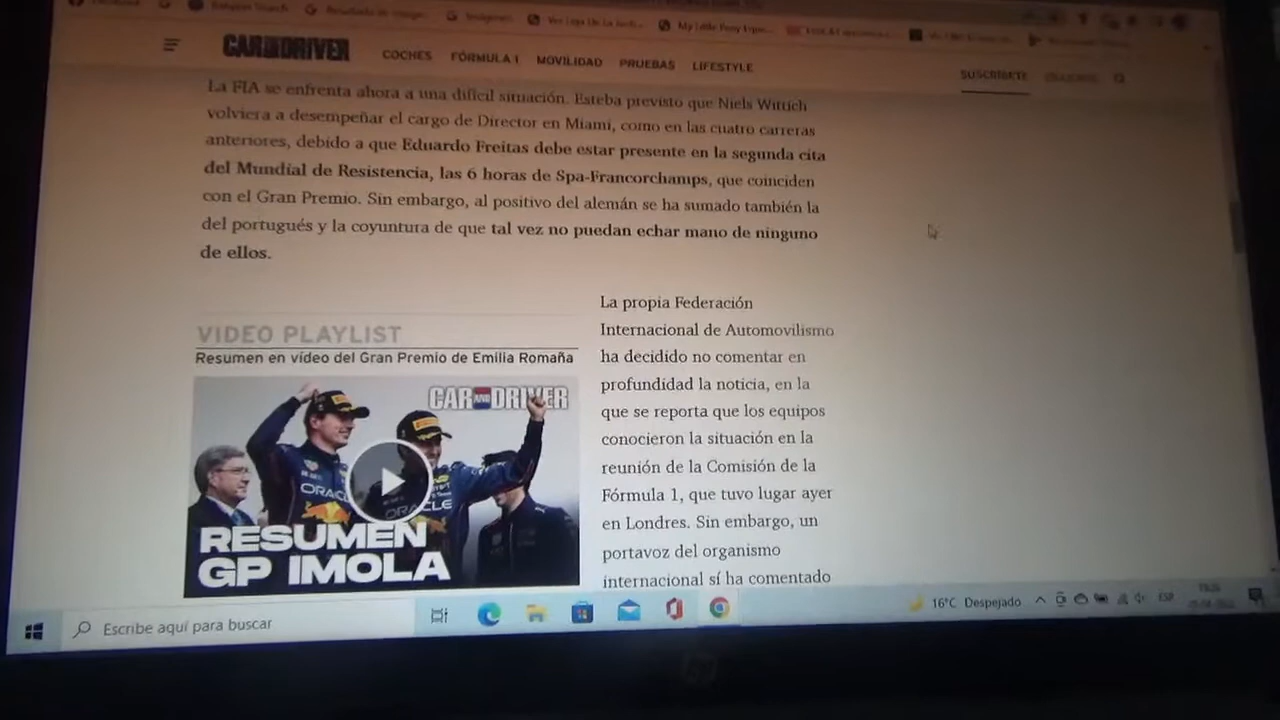 CAR AND DRIVER
COCHES FÓRMULA 1 MOVILIDAD PRUEBAS LIFESTYLE
SUSCRÍBETE
La FIA se enfrenta ahora a una difícil situación. Estaba previsto que Niels Wittich
volviera a desempeñar el cargo de Director en Miami, como en las cuatro carreras
anteriores, debido a que Eduardo Freitas debe estar presente en la segunda cita
del Mundial de Resistencia, las 6 horas de Spa-Francorchamps, que coinciden
con el Gran Premio. Sin embargo, al positivo del alemán se ha sumado también la
del portugués y la coyuntura de que tal vez no puedan echar mano de ninguno
de ellos.
VIDEO PLAYLIST
Resumen en vídeo del Gran Premio de Emilia Romaña
CAR AND DRIVER
ORACLE
ORACLE
RESUMEN
GP IMOLA
La propia Federación
Internacional de Automovilismo
ha decidido no comentar en
profundidad la noticia, en la
que se reporta que los equipos
conocieron la situación en la
reunión de la Comisión de la
Fórmula 1, que tuvo lugar ayer
en Londres. Sin embargo, un
portavoz del organismo
internacional sí ha comentado
Escribe aquí para buscar
16°C Despejado
ESP